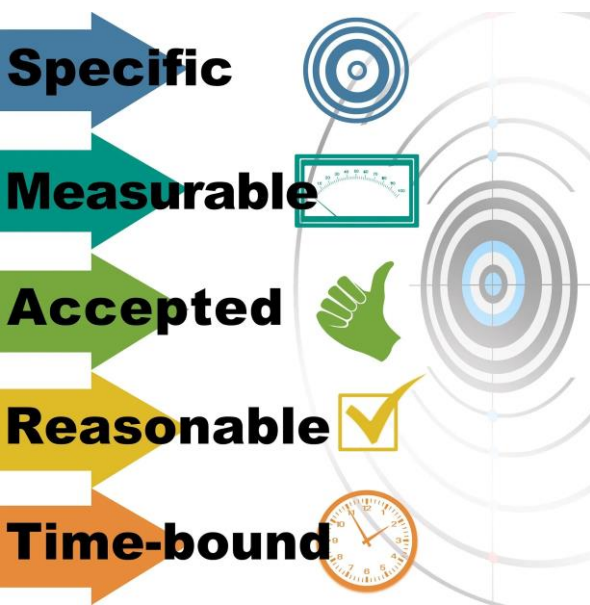 Specific
Measurable
Accepted
Reasonable
Time-bound